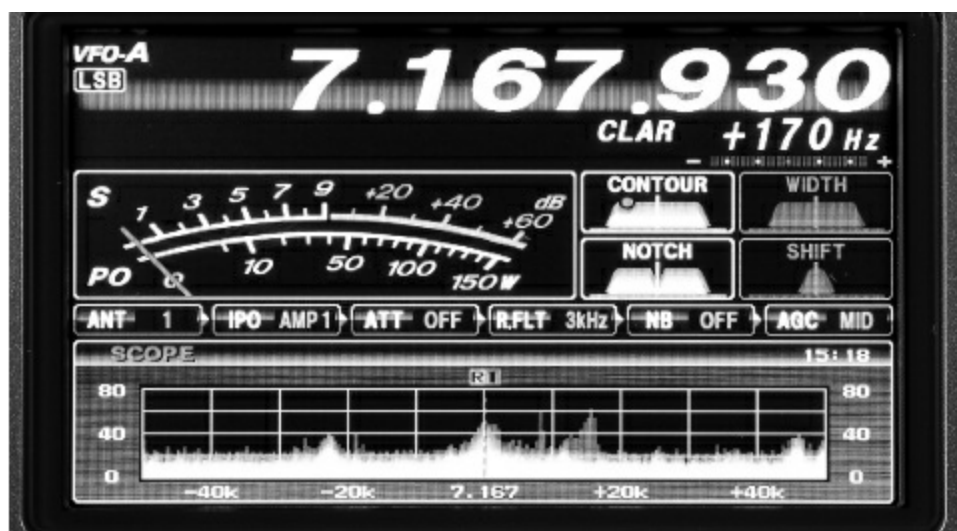 VFO-A
LSB
7.167.930
CLAR +170 Hz
- +
S 1 3 5 7 9 +20 +40 +60 dB
PO 0 10 50 100 150 W
CONTOUR WIDTH
NOTCH SHIFT
ANT 1 IPO AMP1 ATT OFF R.FLT 3kHz NB OFF AGC MID
SCOPE 15:18
R T
80 80
40 40
0 0
-40k -20k 7.167 +20k +40k